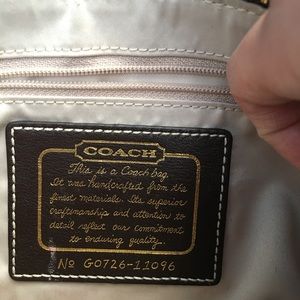 COACH
This is a Coach bag.
It was handcrafted from the
finest materials. Its superior
craftsmanship and attention to
detail reflect our commitment
to enduring quality.
No G0726-11096